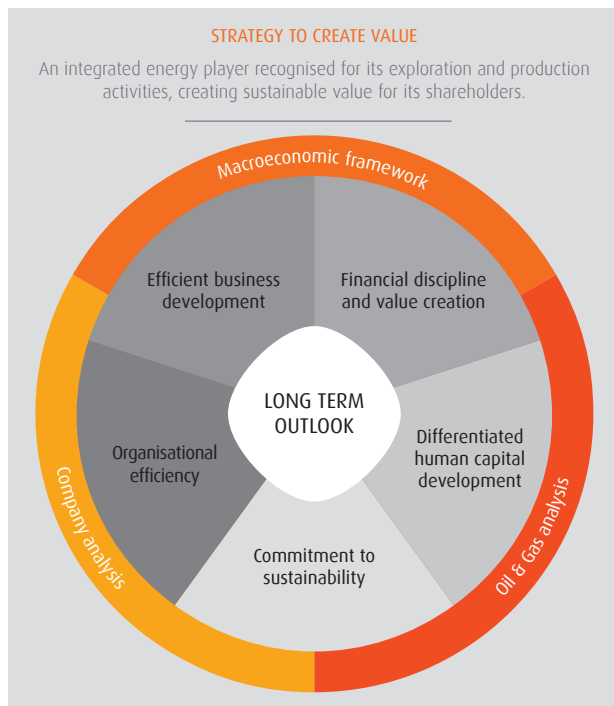 STRATEGY TO CREATE VALUE
An integrated energy player recognised for its exploration and production
activities, creating sustainable value for its shareholders.
Macroeconomic framework
Efficient business
development
Financial discipline
and value creation
LONG TERM
OUTLOOK
Organisational
efficiency
Differentiated
human capital
development
Commitment to
sustainability
Company analysis
Oil & Gas analysis